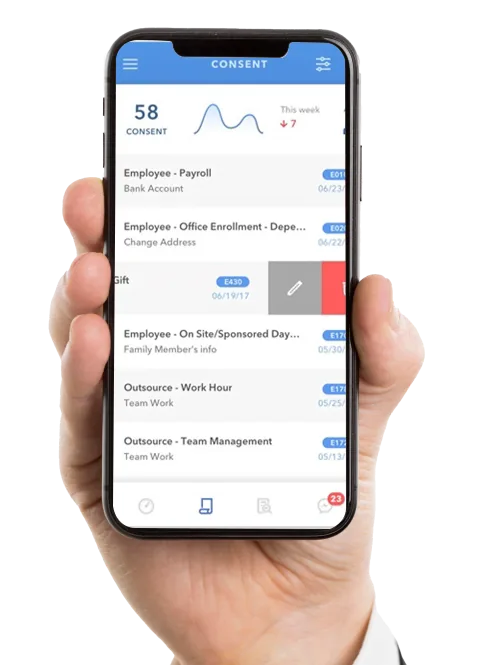 CONSENT
58
CONSENT
This week
↓ 7
Employee - Payroll
Bank Account
06/23/
Employee - Office Enrollment - Depe...
Change Address
06/22/
Gift
E430
06/19/17
Employee - On Site/Sponsored Day...
Family Member's info
05/30/
Outsource - Work Hour
Team Work
05/25/
Outsource - Team Management
Team Work
05/13/
23